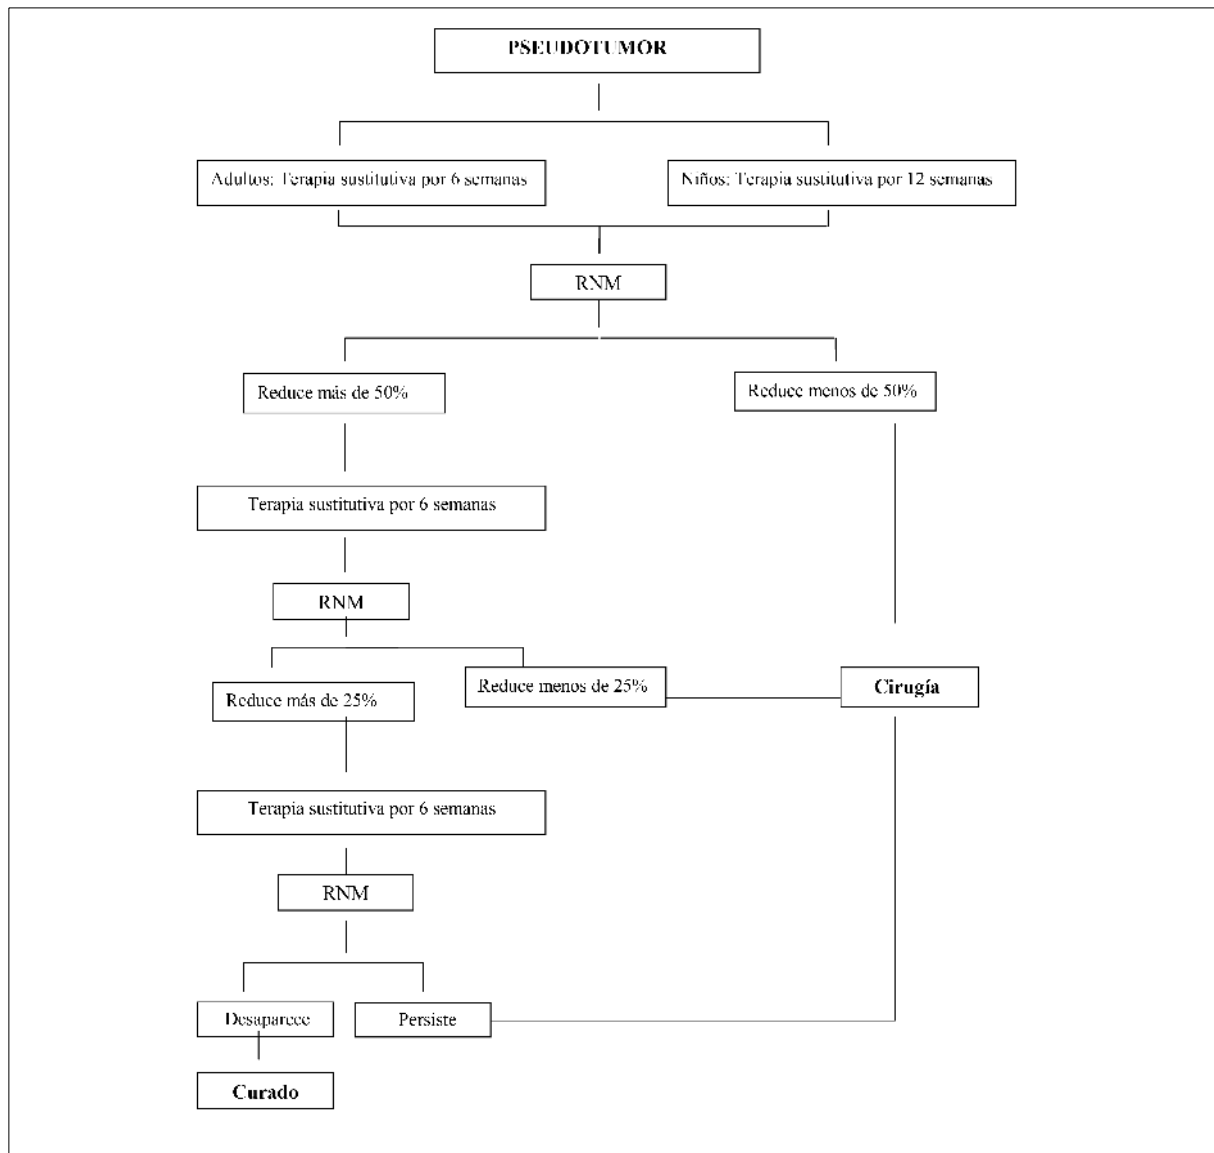 PSEUDOTUMOR
Adultos: Terapia sustitutiva por 6 semanas
Niños: Terapia sustitutiva por 12 semanas
RNM
Reduce más de 50%
Reduce menos de 50%
Terapia sustitutiva por 6 semanas
RNM
Reduce más de 25%
Reduce menos de 25%
Cirugía
Terapia sustitutiva por 6 semanas
RNM
Desaparece
Persiste
Curado